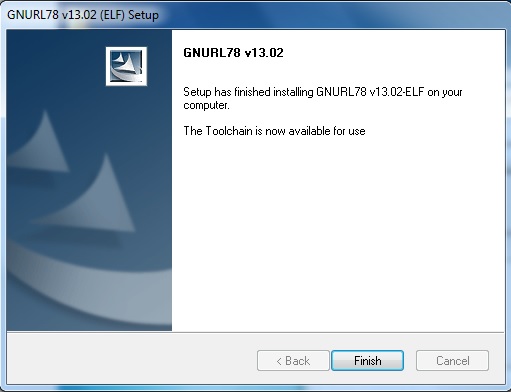 GNURL78 v13.02 (ELF) Setup
GNURL78 v13.02
Setup has finished installing GNURL78 v13.02-ELF on your
computer.
The Toolchain is now available for use
< Back
Finish
Cancel